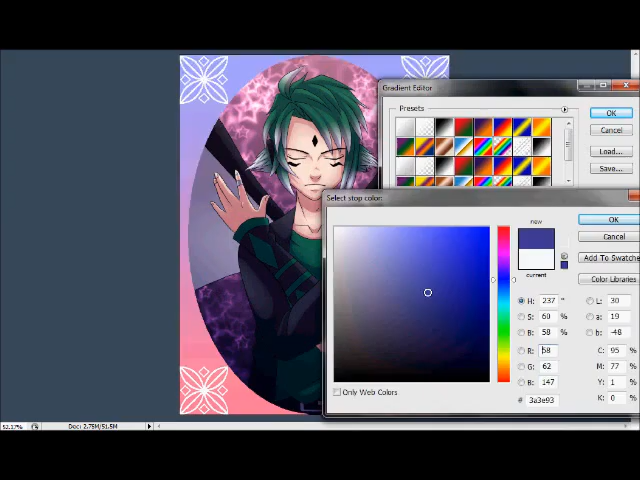 Gradient Editor
Presets
OK
Cancel
Load...
Save...
Select stop color:
new
current
OK
Cancel
Add To Swatches
Color Libraries
H: 237 °
S: 60 %
B: 58 %
R: 58
G: 62
B: 147
# 3a3e93
L: 30
a: 19
b: -48
C: 95 %
M: 77 %
Y: 1 %
K: 0 %
Only Web Colors
Doc: 2.75M/51.5M